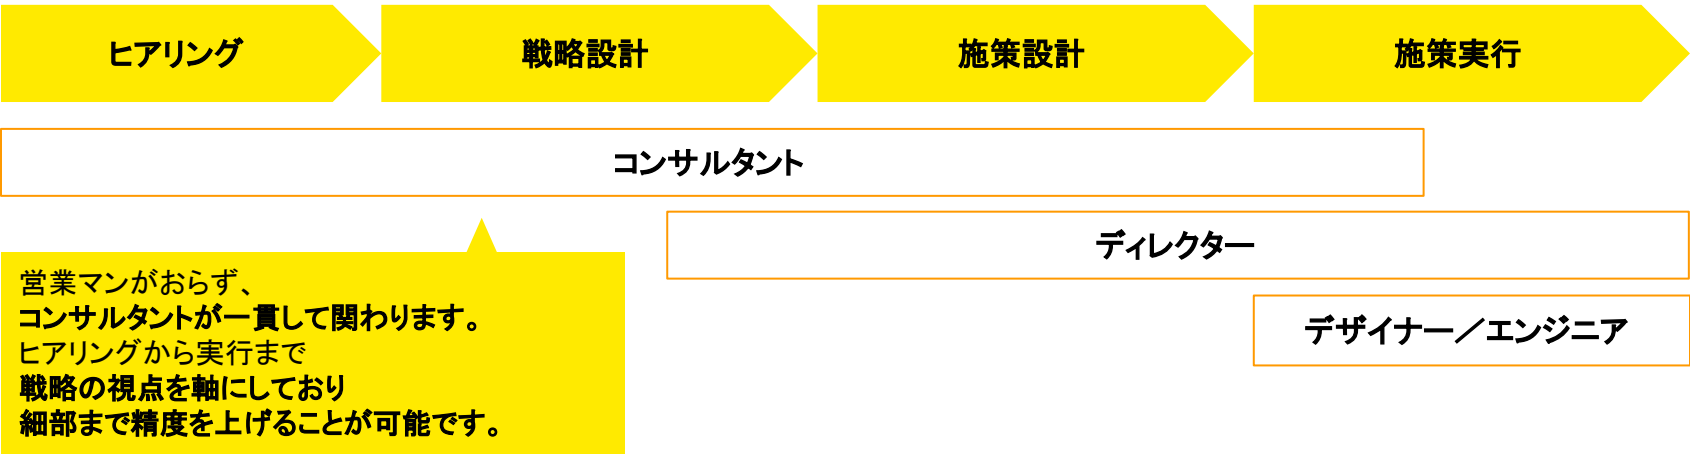 ヒアリング
戦略設計
施策設計
施策実行
コンサルタント
ディレクター
デザイナー／エンジニア
営業マンがおらず、
コンサルタントが一貫して関わります。
ヒアリングから実行まで
戦略の視点を軸にしており
細部まで精度を上げることが可能です。